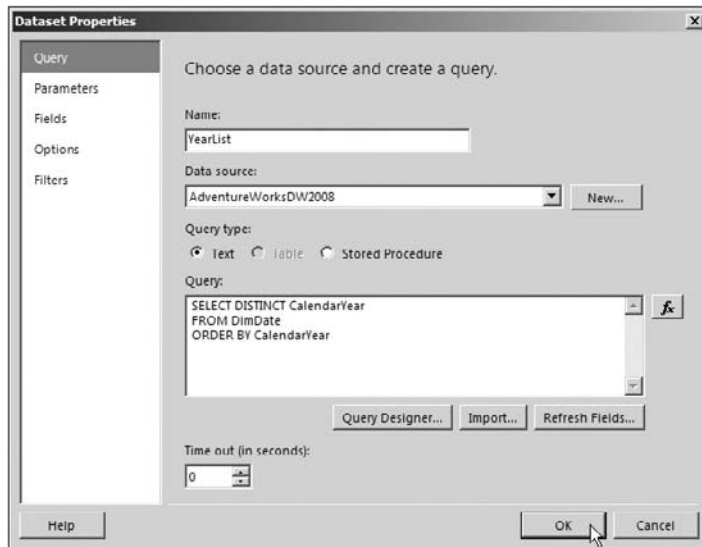 Dataset Properties
Query
Parameters
Fields
Options
Filters
Choose a data source and create a query.
Name:
YearList
Data source:
AdventureWorksDW2008
New...
Query type:
Text
Table
Stored Procedure
Query:
SELECT DISTINCT CalendarYear
FROM DimDate
ORDER BY CalendarYear
fx
Query Designer...
Import...
Refresh Fields...
Time out (in seconds):
0
Help
OK
Cancel